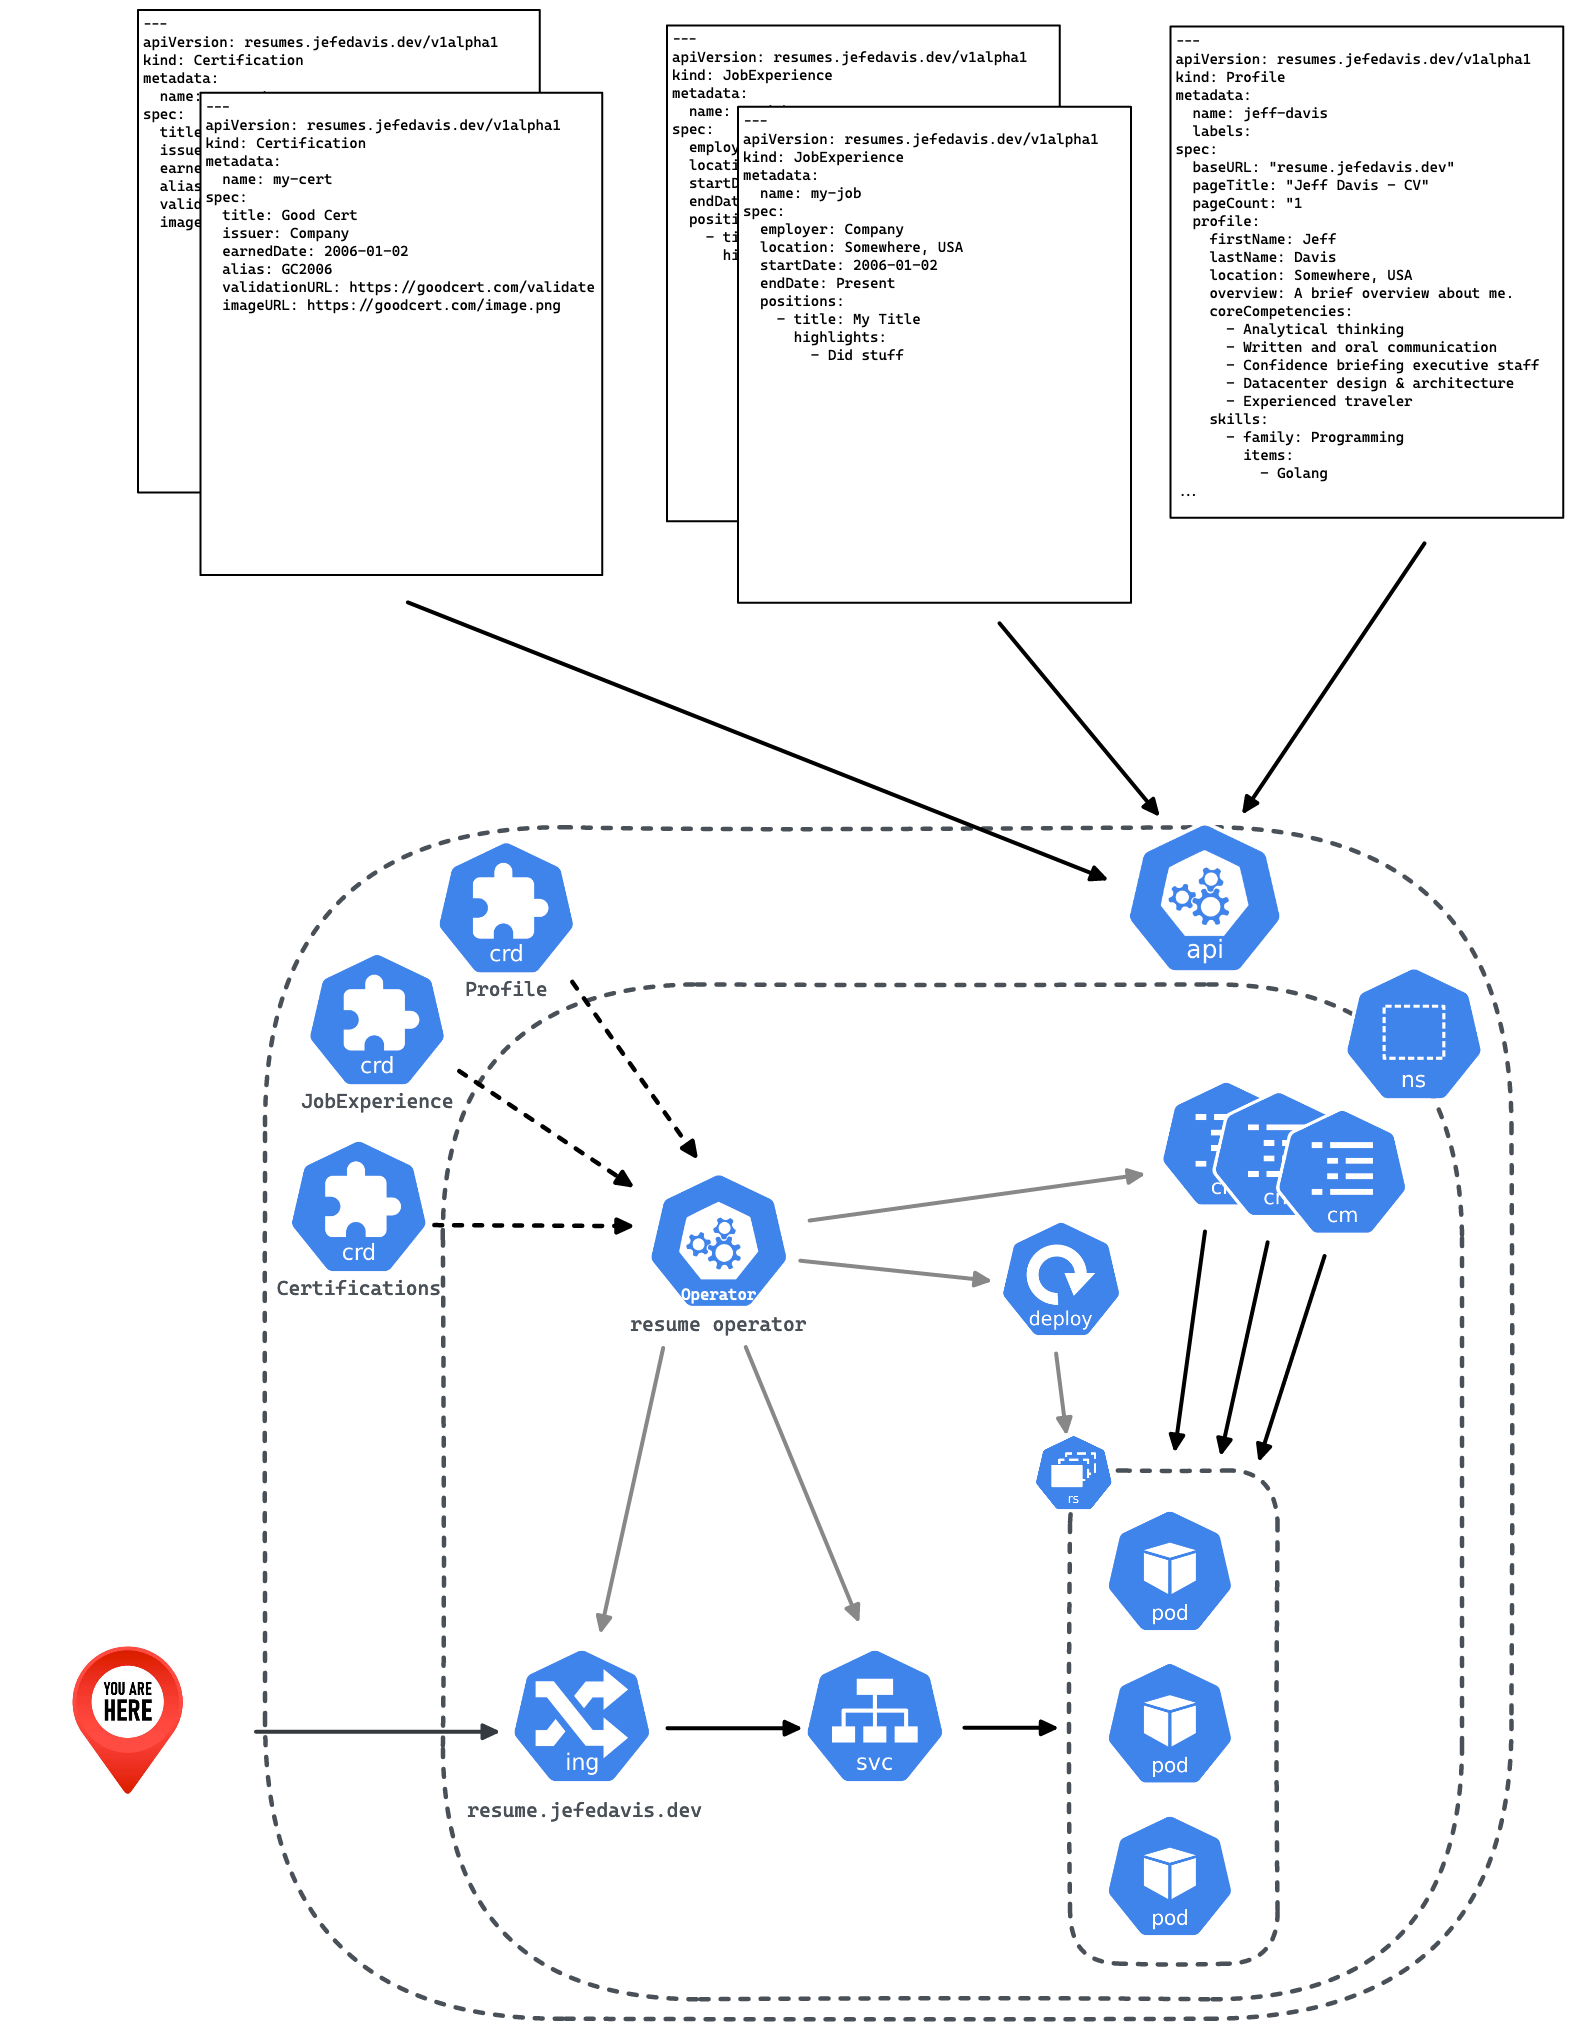 ---
apiVersion: resumes.jefedavis.dev/v1alpha1
kind: Certification
metadata:
name:
spec:
title
issue
earne
alias
valid
image
---
apiVersion: resumes.jefedavis.dev/v1alpha1
kind: Certification
metadata:
name: my-cert
spec:
title: Good Cert
issuer: Company
earnedDate: 2006-01-02
alias: GC2006
validationURL: https://goodcert.com/validate
imageURL: https://goodcert.com/image.png
---
apiVersion: resumes.jefedavis.dev/v1alpha1
kind: JobExperience
metadata:
name:
spec:
employ
locati
startD
endDat
positi
- ti
hi
---
apiVersion: resumes.jefedavis.dev/v1alpha1
kind: JobExperience
metadata:
name: my-job
spec:
employer: Company
location: Somewhere, USA
startDate: 2006-01-02
endDate: Present
positions:
- title: My Title
highlights:
- Did stuff
---
apiVersion: resumes.jefedavis.dev/v1alpha1
kind: Profile
metadata:
name: jeff-davis
labels:
spec:
baseURL: "resume.jefedavis.dev"
pageTitle: "Jeff Davis - CV"
pageCount: "1
profile:
firstName: Jeff
lastName: Davis
location: Somewhere, USA
overview: A brief overview about me.
coreCompetencies:
- Analytical thinking
- Written and oral communication
- Confidence briefing executive staff
- Datacenter design & architecture
- Experienced traveler
skills:
- family: Programming
items:
- Golang
...
api
crd
Profile
crd
JobExperience
ns
crd
Certifications
cm
Operator
resume operator
deploy
rs
pod
YOU ARE
HERE
ing
resume.jefedavis.dev
svc
pod
pod